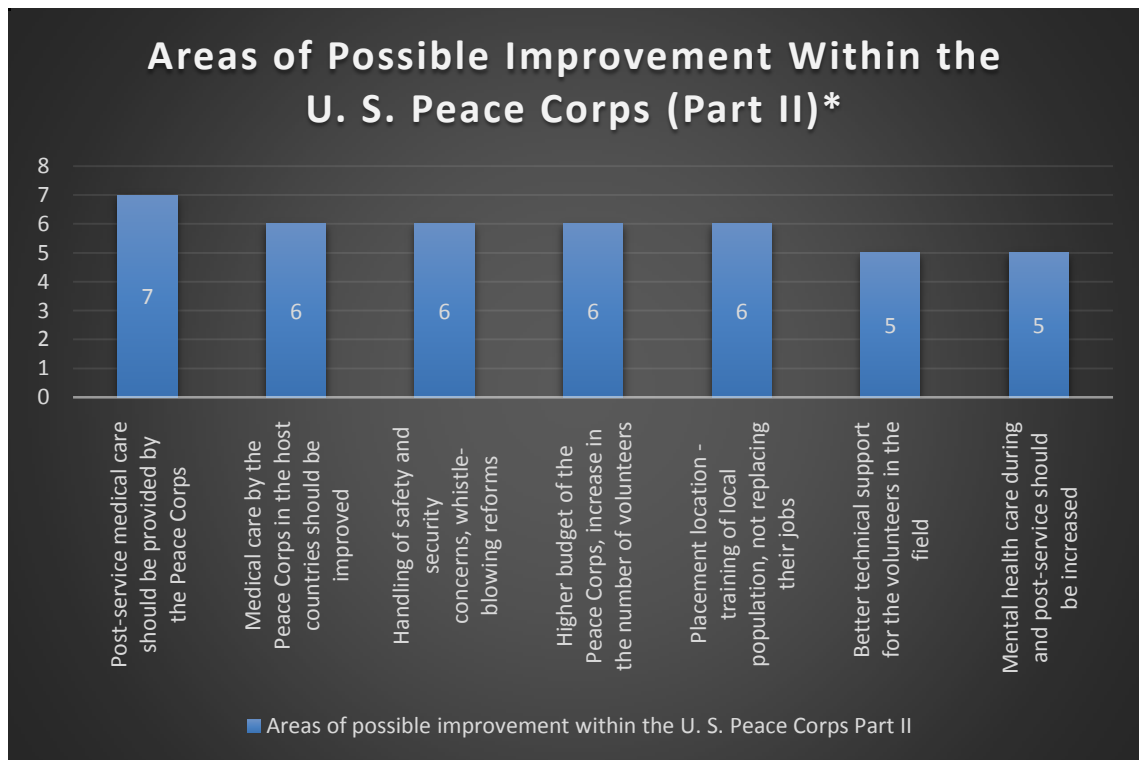 Areas of Possible Improvement Within the
U. S. Peace Corps (Part II)*
8
7
6
5
4
3
2
1
0
7
6
6
6
6
5
5
Post-service medical care
should be provided by
the Peace Corps
Medical care by the
Peace Corps in the host
countries should be
improved
Handling of safety and
security
concerns, whistle-
blowing reforms
Higher budget of the
Peace Corps, increase in
the number of volunteers
Placement location -
training of local
population, not replacing
their jobs
Better technical support
for the volunteers in the
field
Mental health care during
and post-service should
be increased
Areas of possible improvement within the U. S. Peace Corps Part II